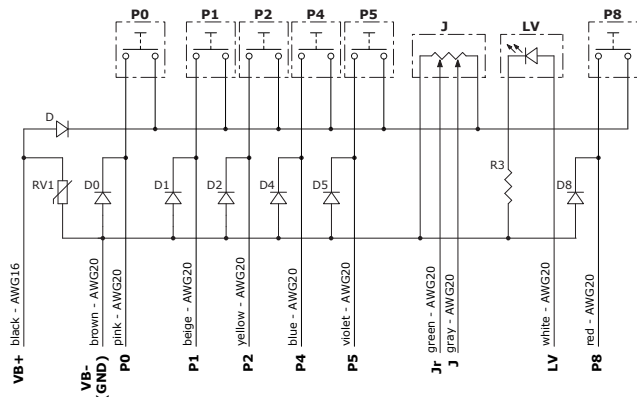 P0
P1
P2
P4
P5
J
LV
P8
D
RV1
D0
D1
D2
D4
D5
R3
D8
black - AWG16
brown - AWG20
pink - AWG20
beige - AWG20
yellow - AWG20
blue - AWG20
violet - AWG20
green - AWG20
gray - AWG20
white - AWG20
red - AWG20
VB+
VB-
(GND)
P0
P1
P2
P4
P5
Jr
J
LV
P8